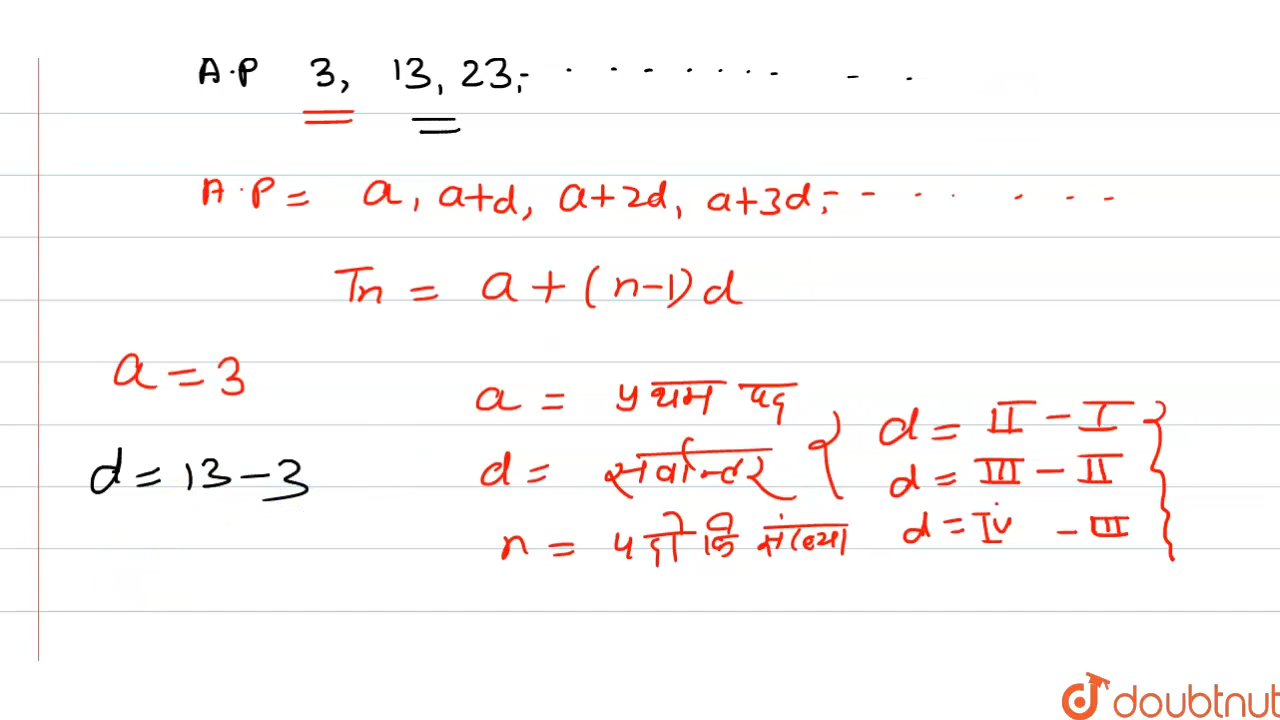 A.P 3, 13, 23, - . . - - . . . - - .
A.P = a, a+d, a+2d, a+3d, - - . . . - -
Tn = a + (n-1)d
a = 3
a = प्रथम पद
d = 13 - 3
d = सार्वान्तर
n = पदों कि संख्या
d = II - I
d = III - II
d = IV - III
doubtnut